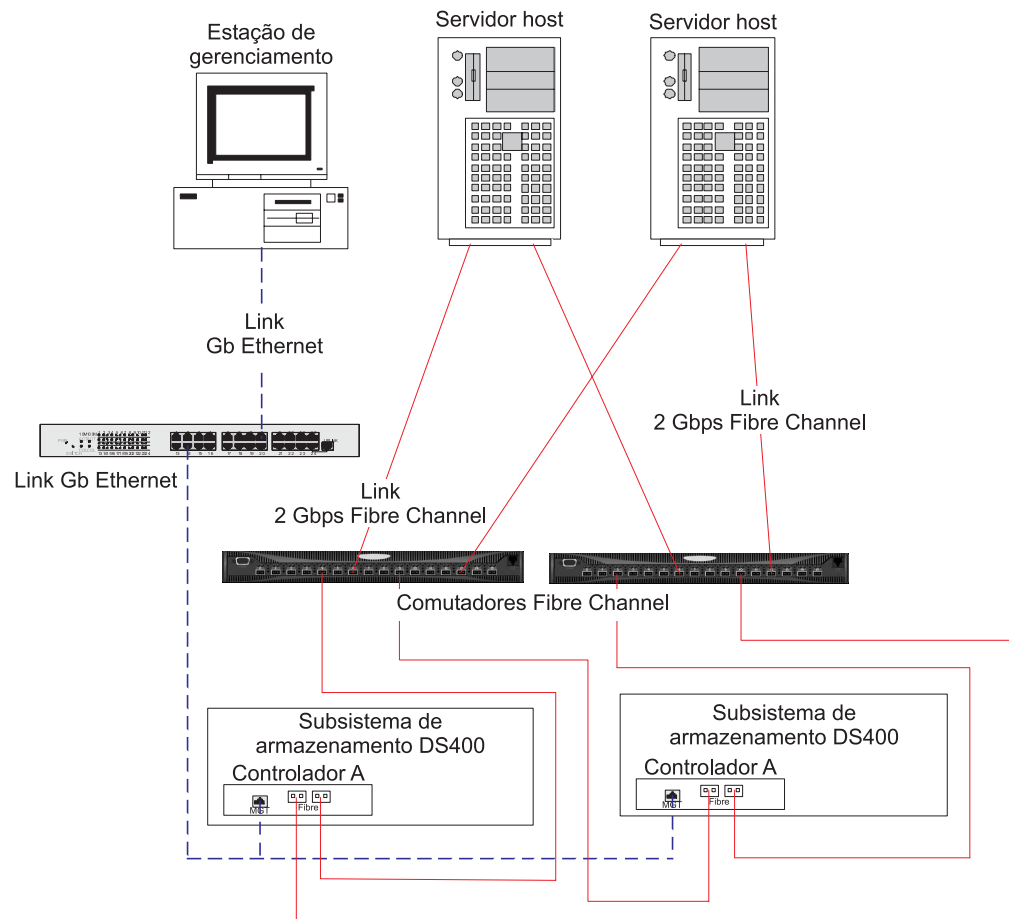 Servidor host
Servidor host
Estação de
gerenciamento
Link
Gb Ethernet
Link
2 Gbps Fibre Channel
Link Gb Ethernet
Link
2 Gbps Fibre Channel
Comutadores Fibre Channel
Subsistema de
armazenamento DS400
Controlador A
MGT
Fibre
Subsistema de
armazenamento DS400
Controlador A
MGT
Fibre